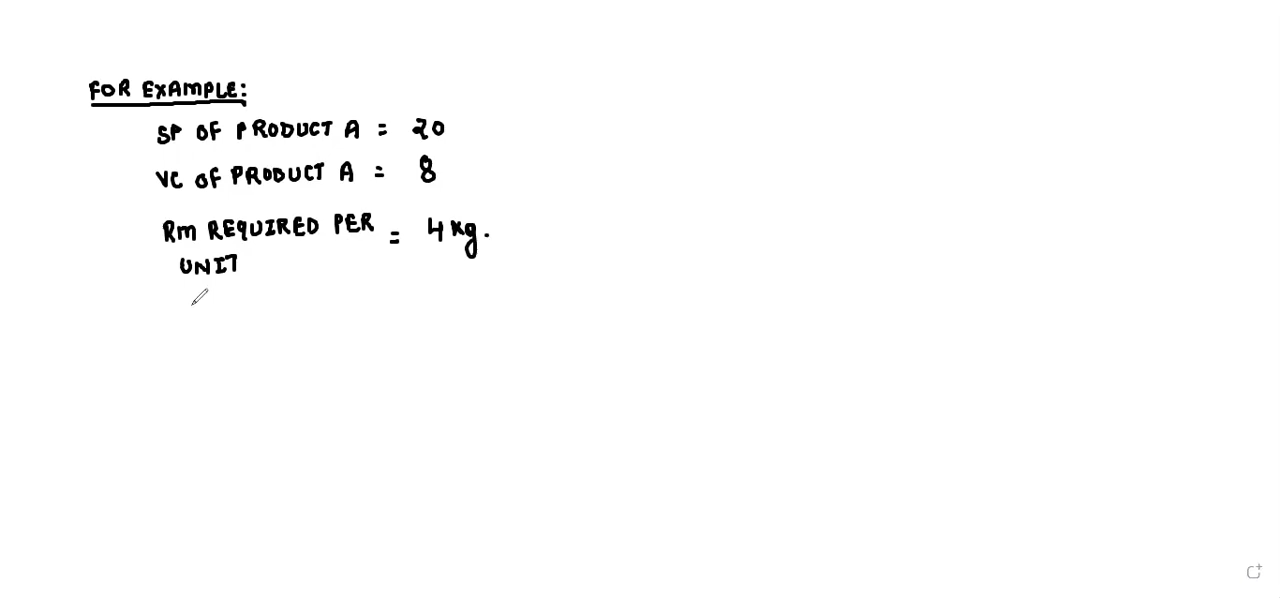 FOR EXAMPLE:
SP OF PRODUCT A = 20
VC OF PRODUCT A = 8
Rm REQUIRED PER = 4 kg.
UNIT